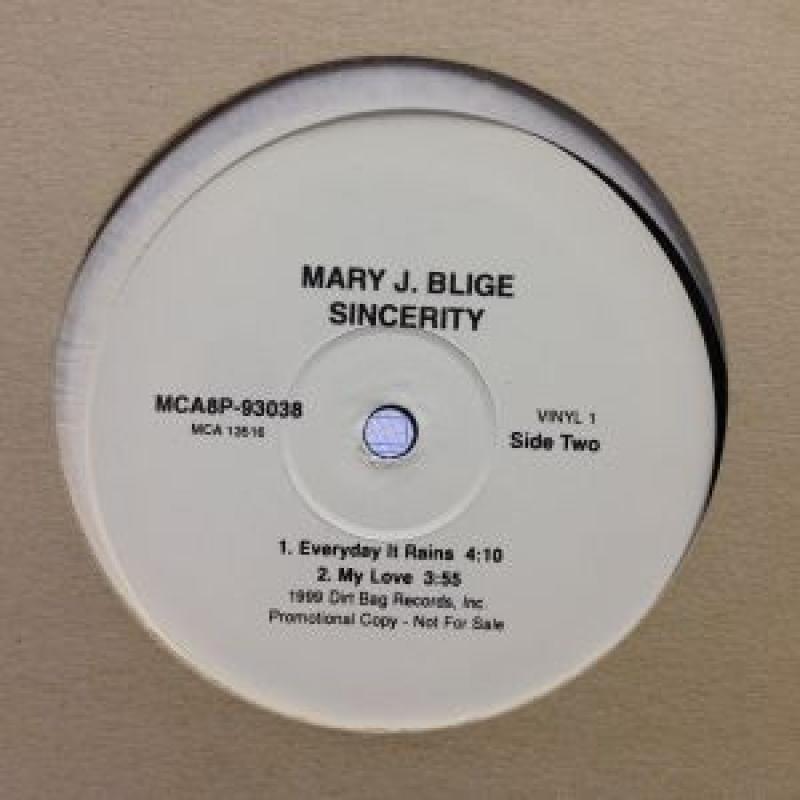 MARY J. BLIGE
SINCERITY
MCA8P-93038
MCA 13516
VINYL 1
Side Two
1. Everyday It Rains 4:10
2. My Love 3:55
1999 Dirt Bag Records, Inc
Promotional Copy - Not For Sale